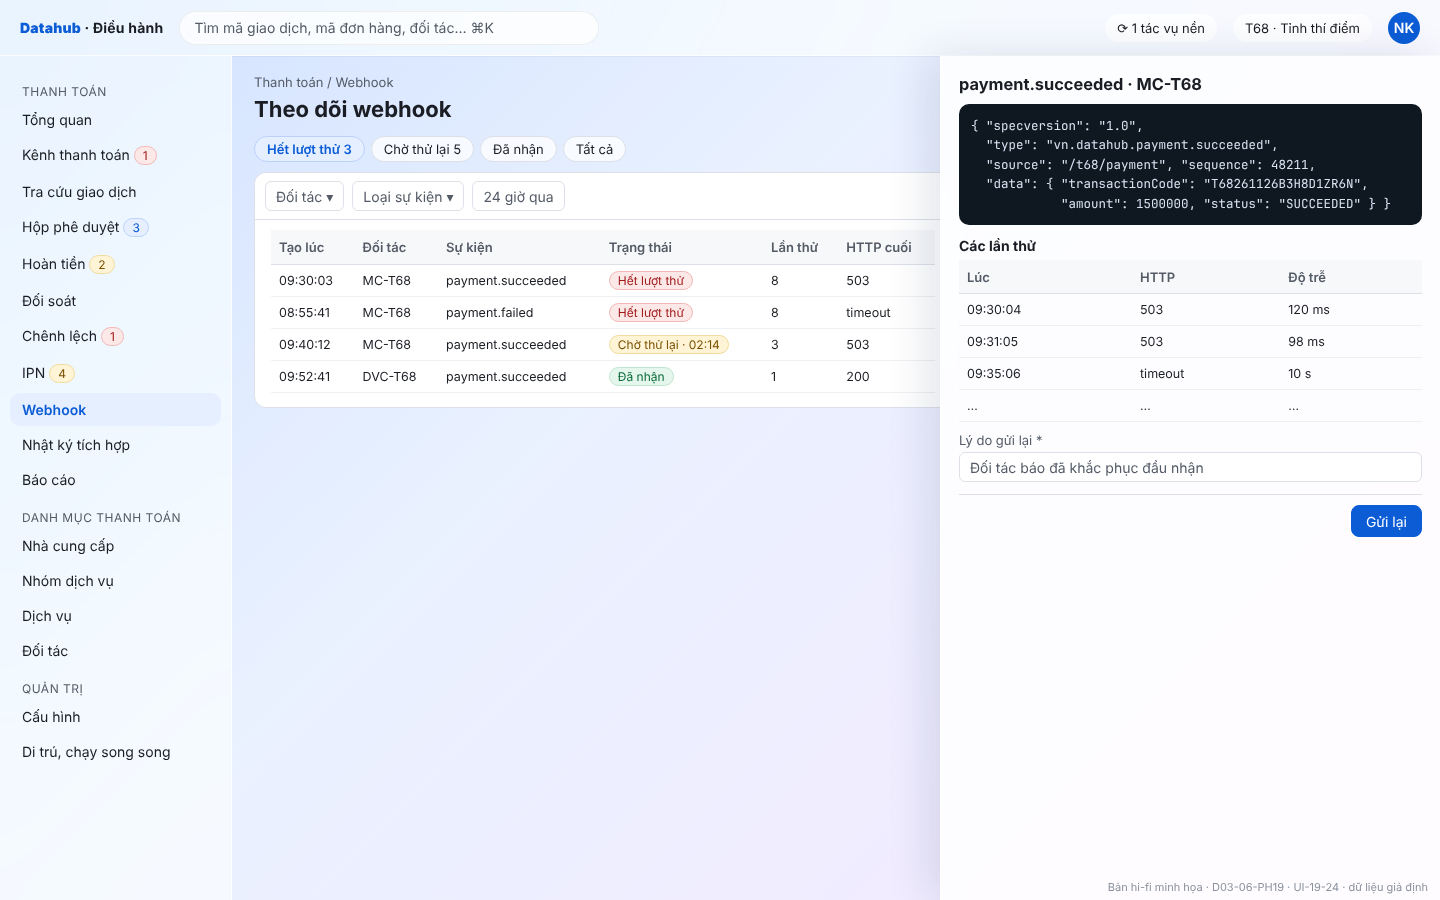 Datahub · Điều hành
Tìm mã giao dịch, mã đơn hàng, đối tác... ⌘K
⟳ 1 tác vụ nền
T68 · Tỉnh thí điểm
NK
THANH TOÁN
Tổng quan
Kênh thanh toán 1
Tra cứu giao dịch
Hộp phê duyệt 3
Hoàn tiền 2
Đối soát
Chênh lệch 1
IPN 4
Webhook
Nhật ký tích hợp
Báo cáo
DANH MỤC THANH TOÁN
Nhà cung cấp
Nhóm dịch vụ
Dịch vụ
Đối tác
QUẢN TRỊ
Cấu hình
Di trú, chạy song song
Thanh toán / Webhook
Theo dõi webhook
Hết lượt thử 3 Chờ thử lại 5 Đã nhận Tất cả
Đối tác ▾ Loại sự kiện ▾ 24 giờ qua
Tạo lúc Đối tác Sự kiện Trạng thái Lần thử HTTP cuối
09:30:03 MC-T68 payment.succeeded Hết lượt thử 8 503
08:55:41 MC-T68 payment.failed Hết lượt thử 8 timeout
09:40:12 MC-T68 payment.succeeded Chờ thử lại · 02:14 3 503
09:52:41 DVC-T68 payment.succeeded Đã nhận 1 200
payment.succeeded · MC-T68
{ "specversion": "1.0",
"type": "vn.datahub.payment.succeeded",
"source": "/t68/payment", "sequence": 48211,
"data": { "transactionCode": "T68261126B3H8D1ZR6N",
"amount": 1500000, "status": "SUCCEEDED" } }
Các lần thử
Lúc HTTP Độ trễ
09:30:04 503 120 ms
09:31:05 503 98 ms
09:35:06 timeout 10 s
... ... ...
Lý do gửi lại *
Đối tác báo đã khắc phục đầu nhận
Gửi lại
Bản hi-fi minh họa · D03-06-PH19 · UI-19-24 · dữ liệu giả định